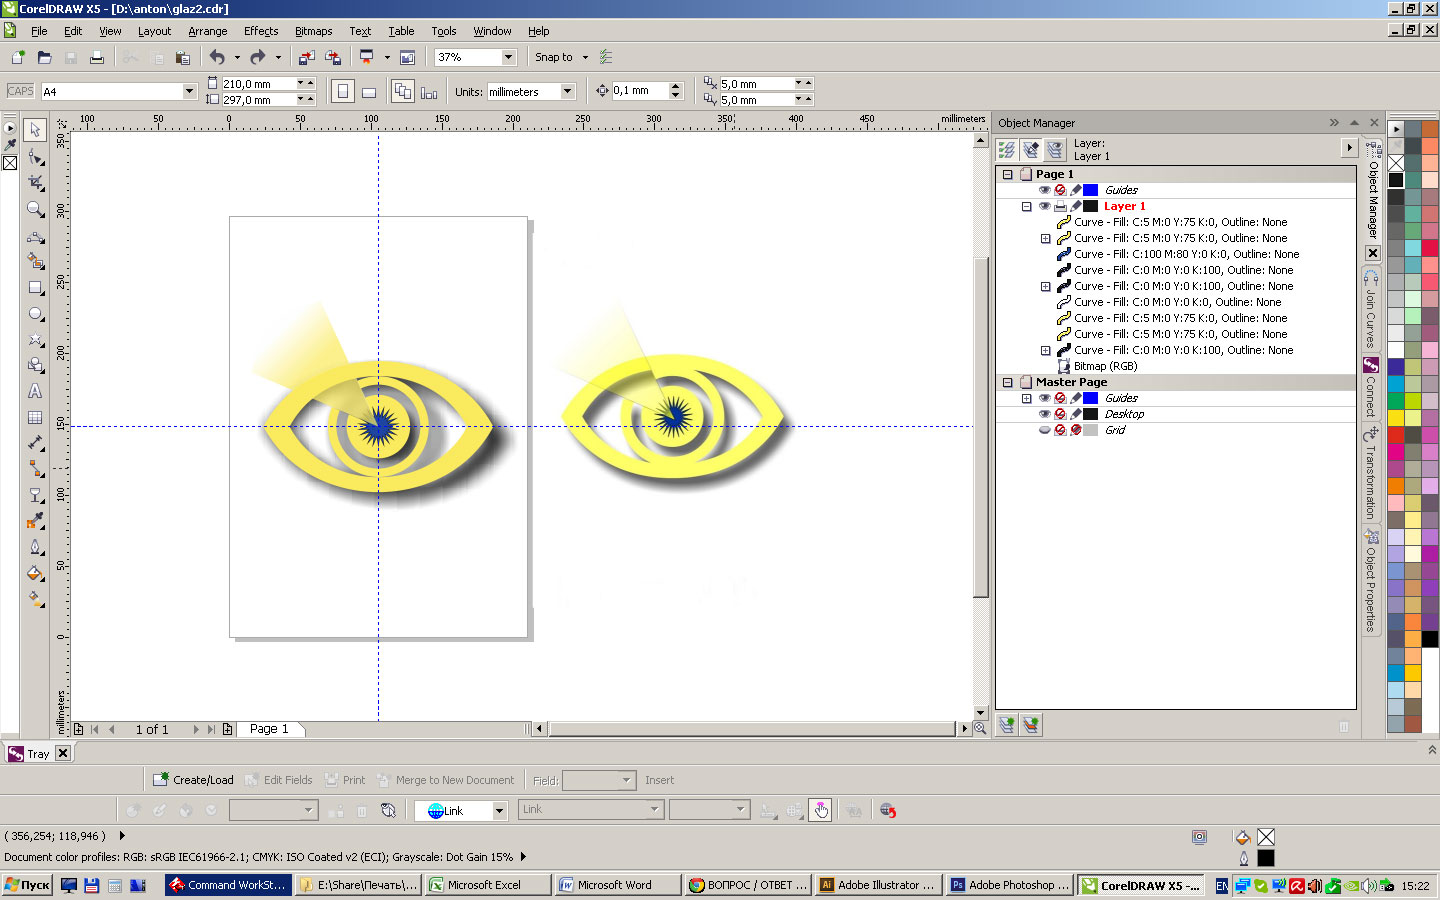 CorelDRAW X5 - [D:\anton\glaz2.cdr]
File Edit View Layout Arrange Effects Bitmaps Text Table Tools Window Help
37% Snap to
CAPS A4 210,0 mm 297,0 mm Units: millimeters 0,1 mm 5,0 mm 5,0 mm
100 50 0 50 100 150 200 250 300 350 400 450 millimeters
350 300 250 200 150 100 50 0 millimeters
Object Manager
Layer:
Layer 1
Page 1
Guides
Layer 1
Curve - Fill: C:5 M:0 Y:75 K:0, Outline: None
Curve - Fill: C:5 M:0 Y:75 K:0, Outline: None
Curve - Fill: C:100 M:80 Y:0 K:0, Outline: None
Curve - Fill: C:0 M:0 Y:0 K:100, Outline: None
Curve - Fill: C:0 M:0 Y:0 K:100, Outline: None
Curve - Fill: C:0 M:0 Y:0 K:0, Outline: None
Curve - Fill: C:5 M:0 Y:75 K:0, Outline: None
Curve - Fill: C:5 M:0 Y:75 K:0, Outline: None
Curve - Fill: C:0 M:0 Y:0 K:100, Outline: None
Bitmap (RGB)
Master Page
Guides
Desktop
Grid
Object Manager
Join Curves
Connect
Transformation
Object Properties
1 of 1 Page 1
Tray
Create/Load Edit Fields Print Merge to New Document Field: Insert
Link Link
( 356,254; 118,946 )
Document color profiles: RGB: sRGB IEC61966-2.1; CMYK: ISO Coated v2 (ECI); Grayscale: Dot Gain 15%
Пуск Command WorkSt... E:\Share\Печать\... Microsoft Excel Microsoft Word ВОПРОС / ОТВЕТ ... Adobe Illustrator ... Adobe Photoshop ... CorelDRAW X5 -... EN 15:22